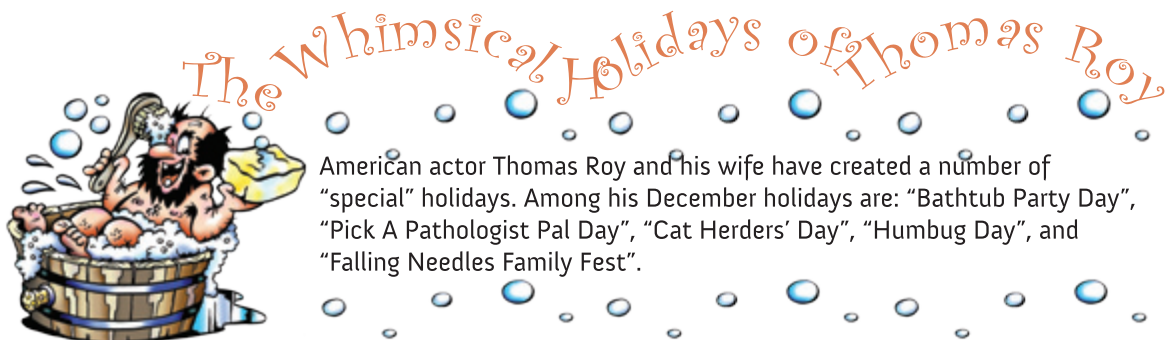 The Whimsical Holidays of Thomas Roy
American actor Thomas Roy and his wife have created a number of
“special” holidays. Among his December holidays are: “Bathtub Party Day”,
“Pick A Pathologist Pal Day”, “Cat Herders’ Day”, “Humbug Day”, and
“Falling Needles Family Fest”.